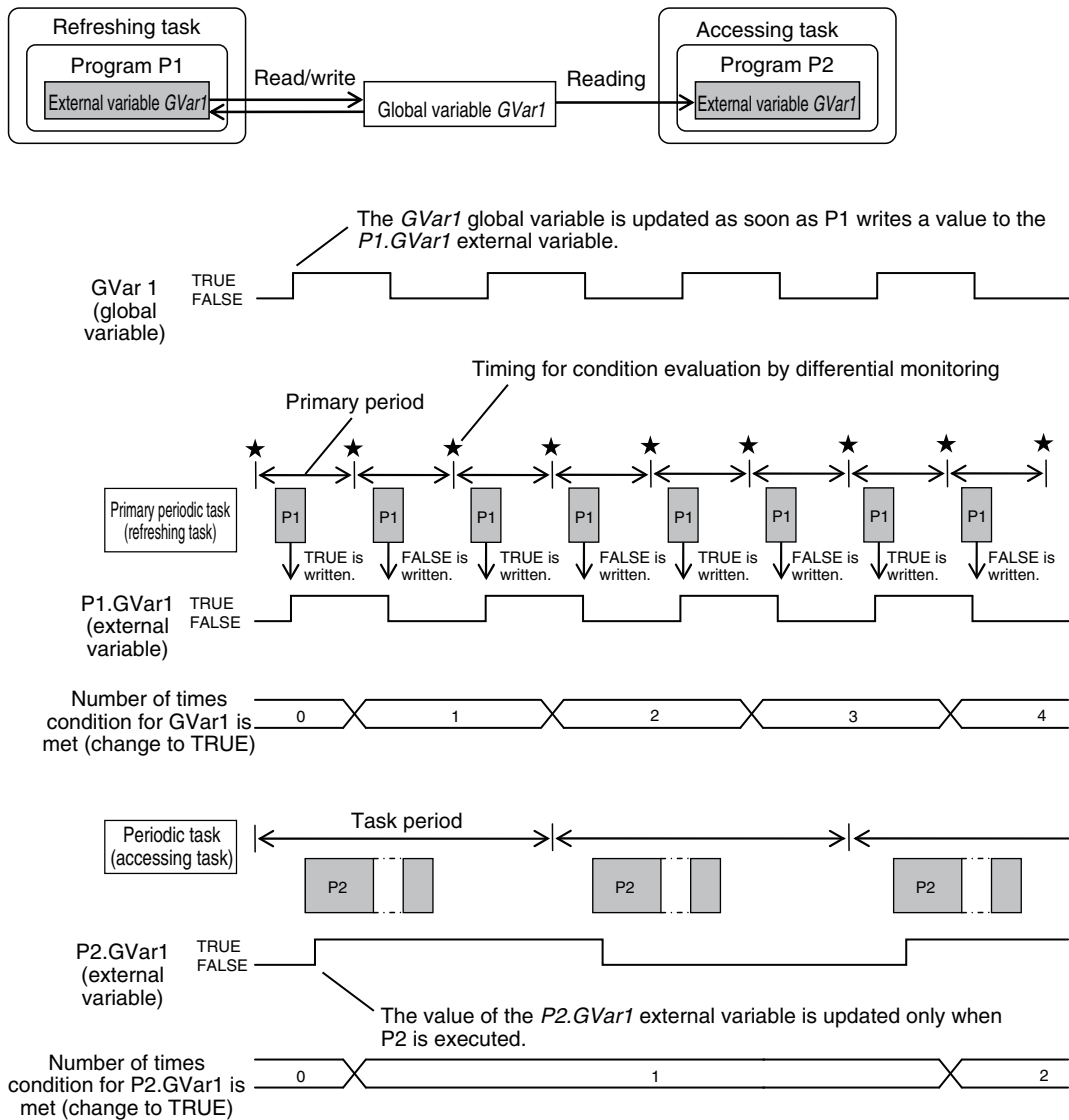 Refreshing task
Program P1
External variable GVar1
Read/write
Global variable GVar1
Reading
Accessing task
Program P2
External variable GVar1
The GVar1 global variable is updated as soon as P1 writes a value to the
P1.GVar1 external variable.
GVar 1
(global
variable)
TRUE
FALSE
Timing for condition evaluation by differential monitoring
Primary period
Primary periodic task
(refreshing task)
P1
P1
P1
P1
P1
P1
P1
P1
TRUE is
written.
FALSE is
written.
TRUE is
written.
FALSE is
written.
TRUE is
written.
FALSE is
written.
TRUE is
written.
FALSE is
written.
P1.GVar1
(external
variable)
TRUE
FALSE
Number of times
condition for GVar1 is
met (change to TRUE)
0
1
2
3
4
Periodic task
(accessing task)
Task period
P2
P2
P2
P2.GVar1
(external
variable)
TRUE
FALSE
The value of the P2.GVar1 external variable is updated only when
P2 is executed.
Number of times
condition for P2.GVar1 is
met (change to TRUE)
0
1
2